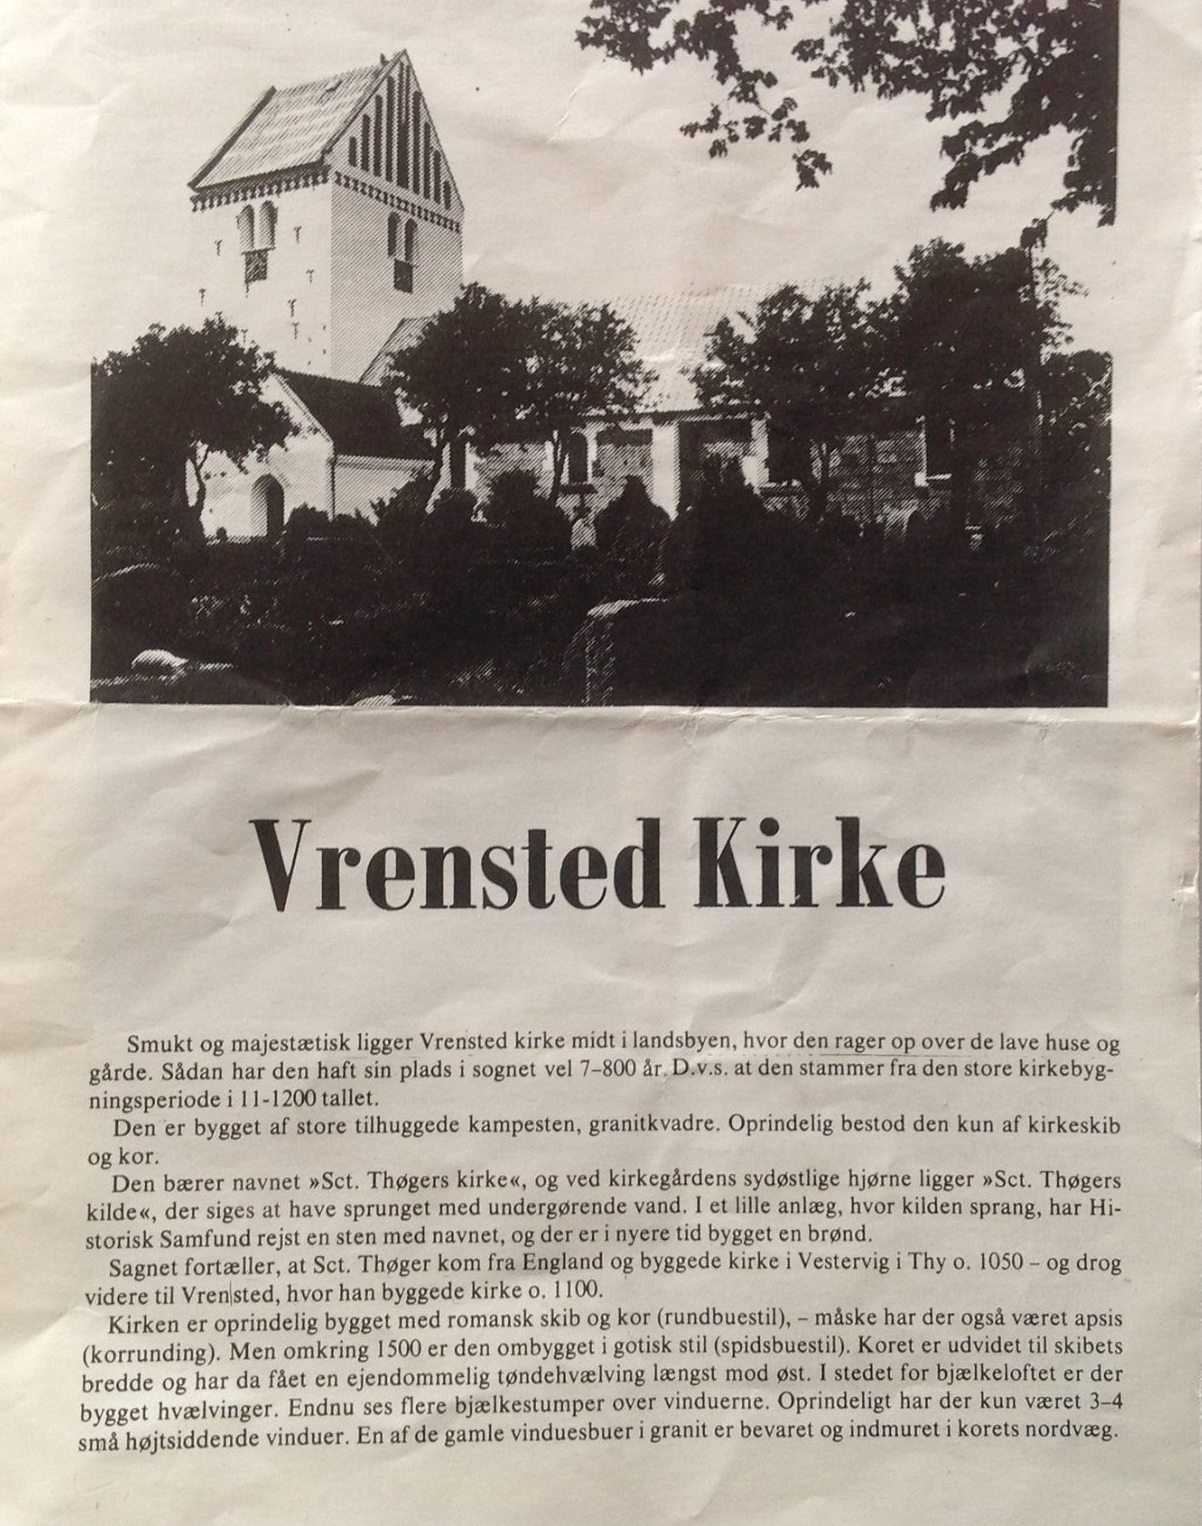 Vrensted Kirke
Smukt og majestætisk ligger Vrensted kirke midt i landsbyen, hvor den rager op over de lave huse og
gårde. Sådan har den haft sin plads i sognet vel 7–800 år. D.v.s. at den stammer fra den store kirkebyg-
ningsperiode i 11-1200 tallet.
Den er bygget af store tilhuggede kampesten, granitkvadre. Oprindelig bestod den kun af kirkeskib
og kor.
Den bærer navnet »Sct. Thøgers kirke«, og ved kirkegårdens sydøstlige hjørne ligger »Sct. Thøgers
kilde«, der siges at have sprunget med undergørende vand. I et lille anlæg, hvor kilden sprang, har Hi-
storisk Samfund rejst en sten med navnet, og der er i nyere tid bygget en brønd.
Sagnet fortæller, at Sct. Thøger kom fra England og byggede kirke i Vestervig i Thy o. 1050 – og drog
videre til Vrensted, hvor han byggede kirke o. 1100.
Kirken er oprindelig bygget med romansk skib og kor (rundbuestil), – måske har der også været apsis
(korrunding). Men omkring 1500 er den ombygget i gotisk stil (spidsbuestil). Koret er udvidet til skibets
bredde og har da fået en ejendommelig tøndehvælving længst mod øst. I stedet for bjælkeloftet er der
bygget hvælvinger. Endnu ses flere bjælkestumper over vinduerne. Oprindeligt har der kun været 3–4
små højtsiddende vinduer. En af de gamle vinduesbuer i granit er bevaret og indmuret i korets nordvæg.